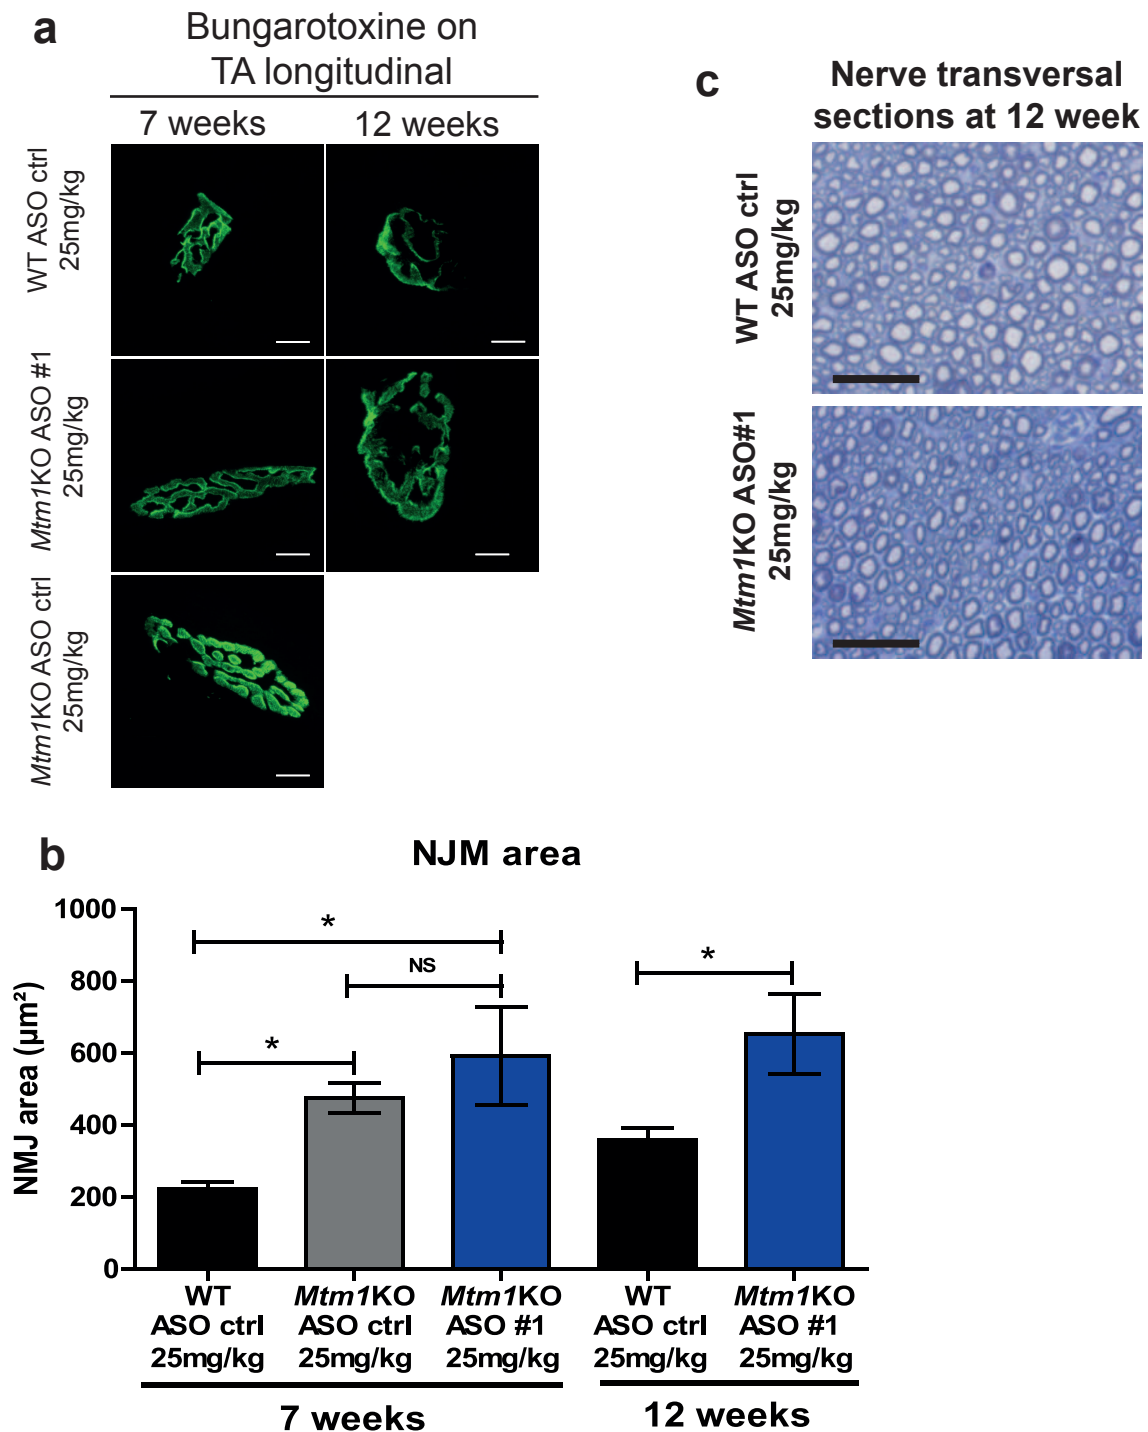 a
Bungarotoxine on
TA longitudinal
7 weeks
12 weeks
WT ASO ctrl
25mg/kg
Mtm1KO ASO #1
25mg/kg
Mtm1KO ASO ctrl
25mg/kg
c
Nerve transversal
sections at 12 week
WT ASO ctrl
25mg/kg
Mtm1KO ASO#1
25mg/kg
b
NJM area
NMJ area (µm²)
1000
800
600
400
200
0
*
NS
*
*
WT
ASO ctrl
25mg/kg
Mtm1KO
ASO ctrl
25mg/kg
Mtm1KO
ASO #1
25mg/kg
WT
ASO ctrl
25mg/kg
Mtm1KO
ASO #1
25mg/kg
7 weeks
12 weeks